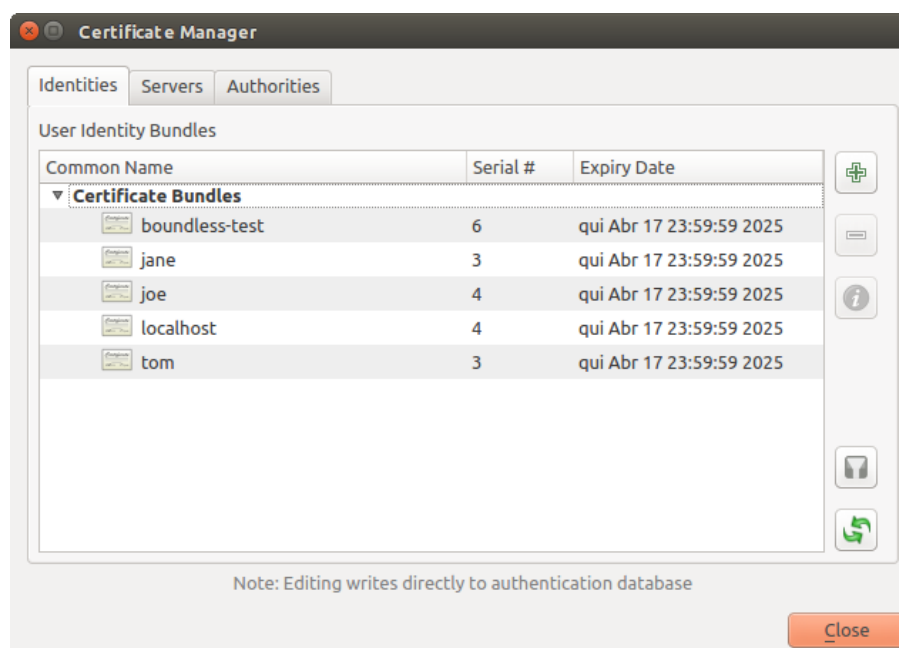 Certificate Manager
Identities Servers Authorities
User Identity Bundles
Common Name Serial # Expiry Date
Certificate Bundles
boundless-test 6 qui Abr 17 23:59:59 2025
jane 3 qui Abr 17 23:59:59 2025
joe 4 qui Abr 17 23:59:59 2025
localhost 4 qui Abr 17 23:59:59 2025
tom 3 qui Abr 17 23:59:59 2025
Note: Editing writes directly to authentication database
Close